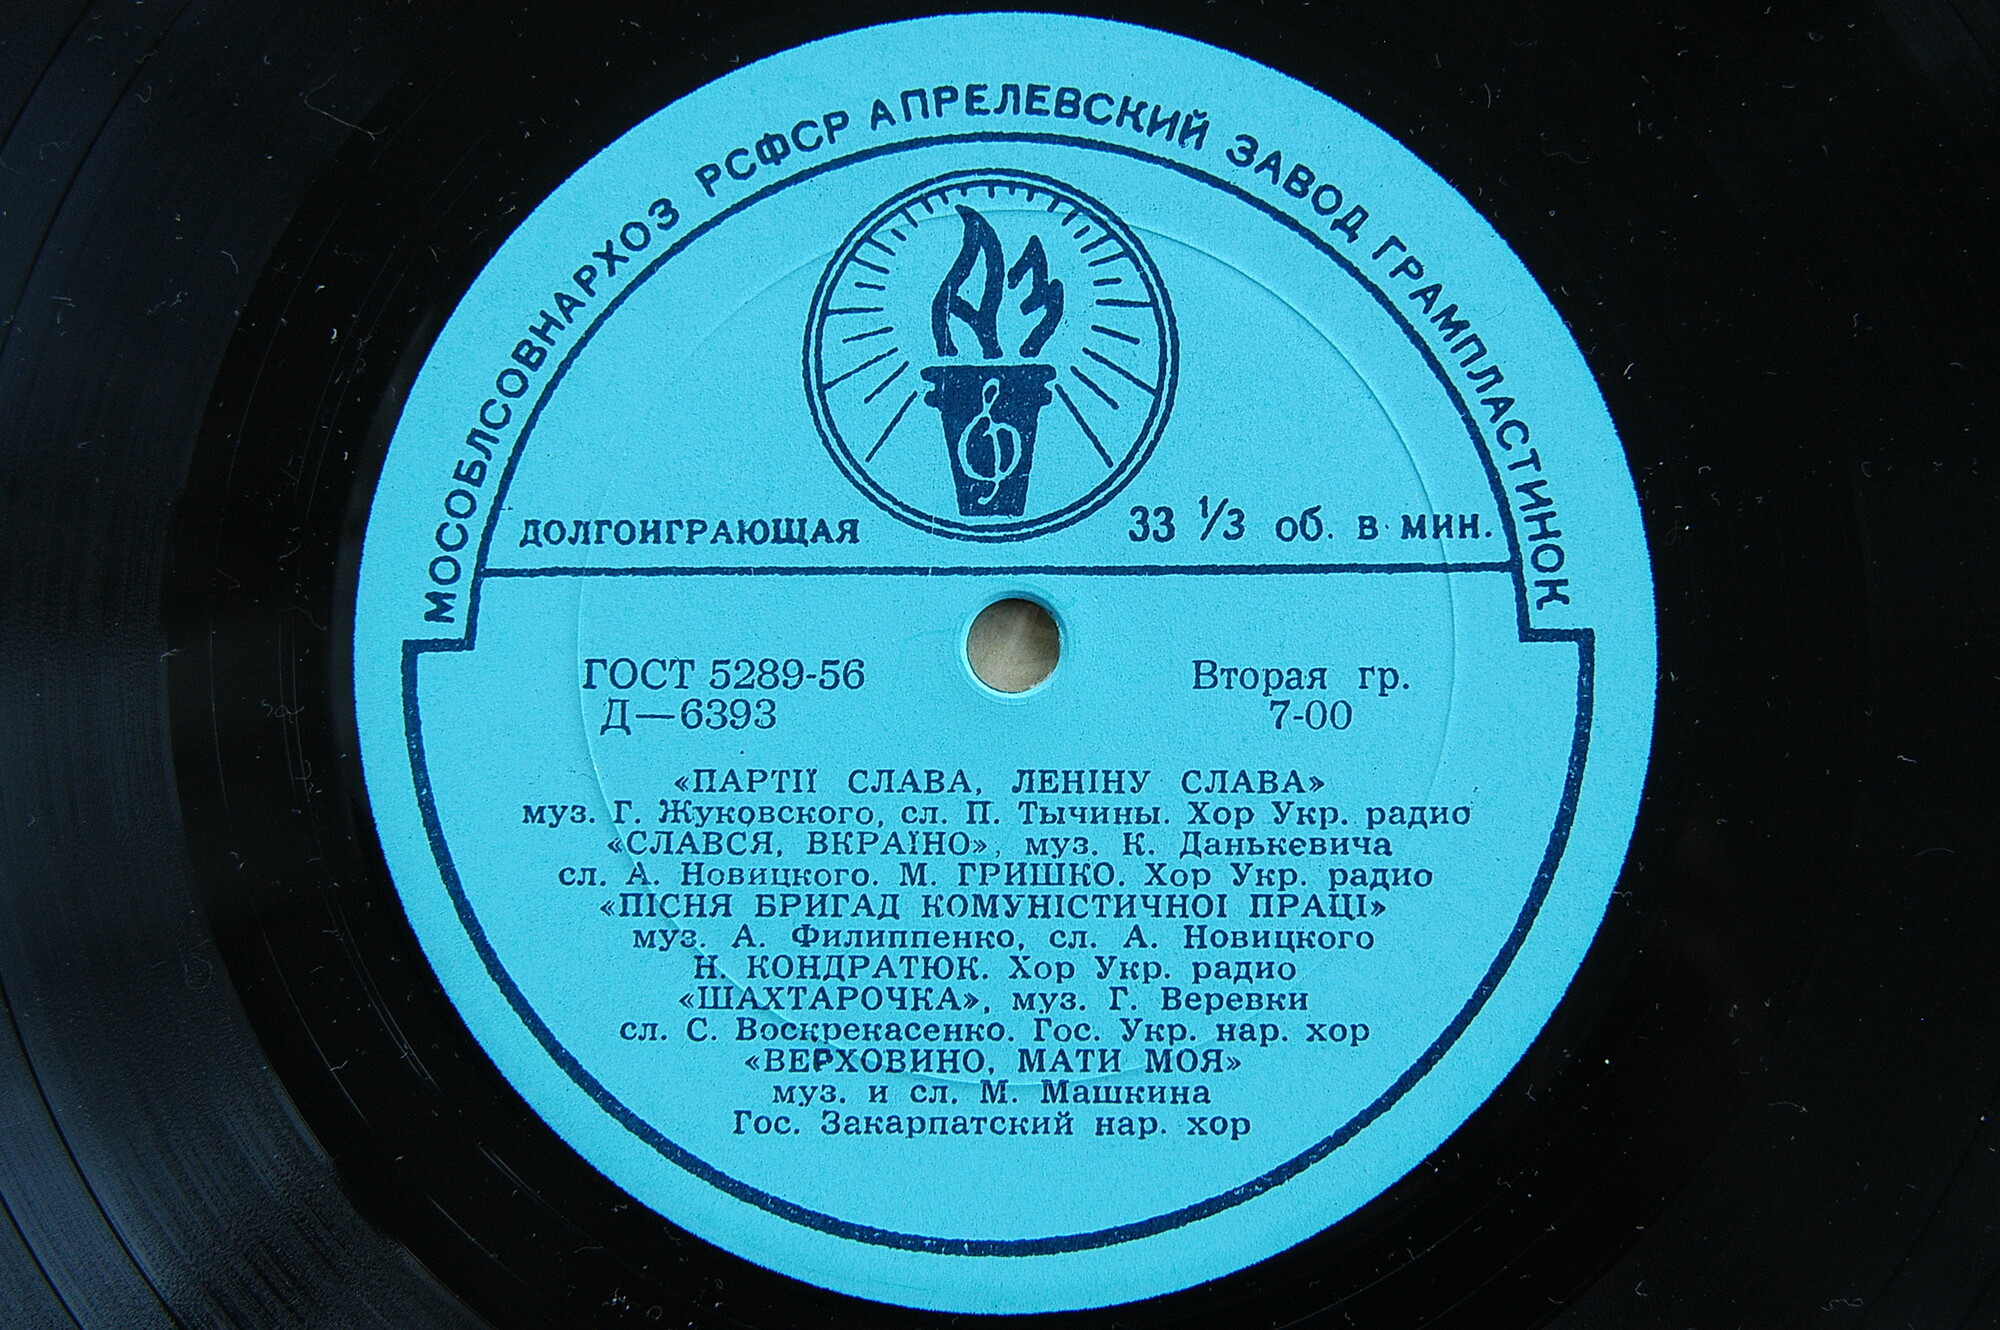 МОСОБЛСОВНАРХОЗ РСФСР АПРЕЛЕВСКИЙ ЗАВОД ГРАМПЛАСТИНОК
АЗ
ДОЛГОИГРАЮЩАЯ 33 1/3 об. в мин.
ГОСТ 5289-56 Вторая гр.
Д—6393 7-00
«ПАРТІЇ СЛАВА, ЛЕНІНУ СЛАВА»
муз. Г. Жуковского, сл. П. Тычины. Хор Укр. радио
«СЛАВСЯ, ВКРАЇНО», муз. К. Данькевича
сл. А. Новицкого. М. ГРИШКО. Хор Укр. радио
«ПІСНЯ БРИГАД КОМУНІСТИЧНОІ ПРАЦІ»
муз. А. Филиппенко, сл. А. Новицкого
Н. КОНДРАТЮК. Хор Укр. радио
«ШАХТАРОЧКА», муз. Г. Веревки
сл. С. Воскрекасенко. Гос. Укр. нар. хор
«ВЕРХОВИНО, МАТИ МОЯ»
муз. и сл. М. Машкина
Гос. Закарпатский нар. хор